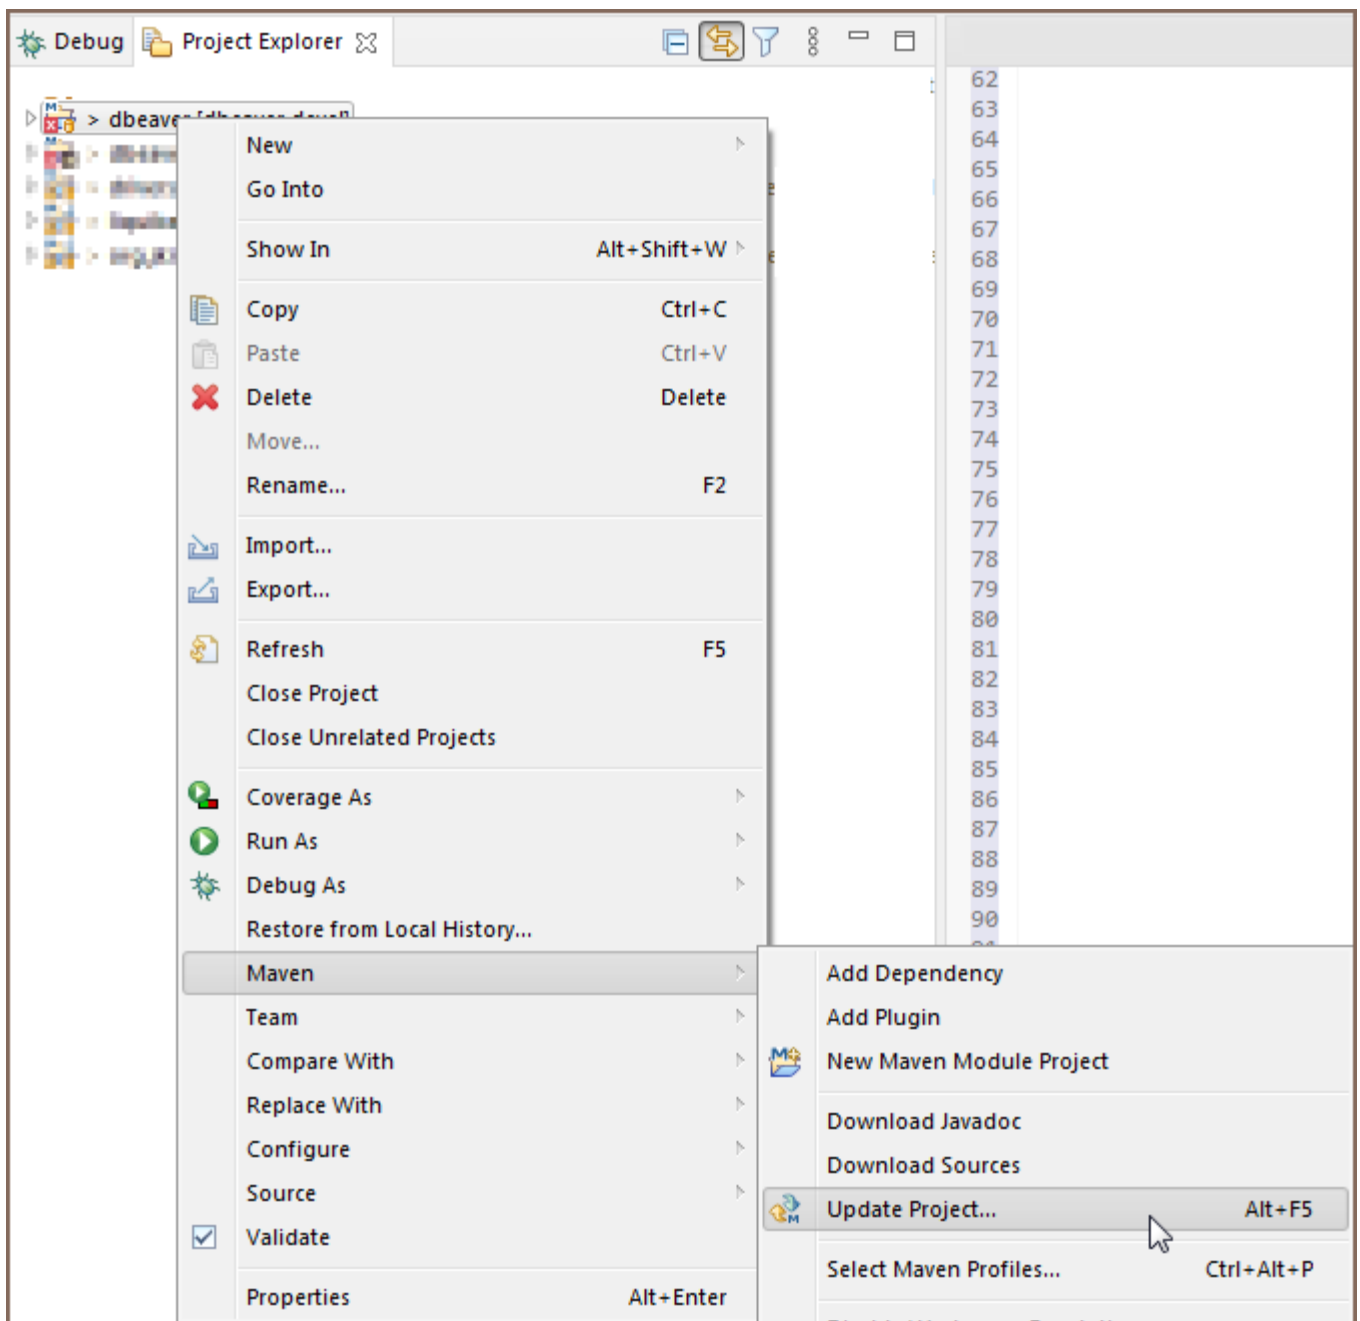 Debug
Project Explorer
> dbeaver [dbeaver devel]
New
Go Into
Show In Alt+Shift+W
Copy Ctrl+C
Paste Ctrl+V
Delete Delete
Move...
Rename... F2
Import...
Export...
Refresh F5
Close Project
Close Unrelated Projects
Coverage As
Run As
Debug As
Restore from Local History...
Maven
Team
Compare With
Replace With
Configure
Source
Validate
Properties Alt+Enter
Add Dependency
Add Plugin
New Maven Module Project
Download Javadoc
Download Sources
Update Project... Alt+F5
Select Maven Profiles... Ctrl+Alt+P
62
63
64
65
66
67
68
69
70
71
72
73
74
75
76
77
78
79
80
81
82
83
84
85
86
87
88
89
90